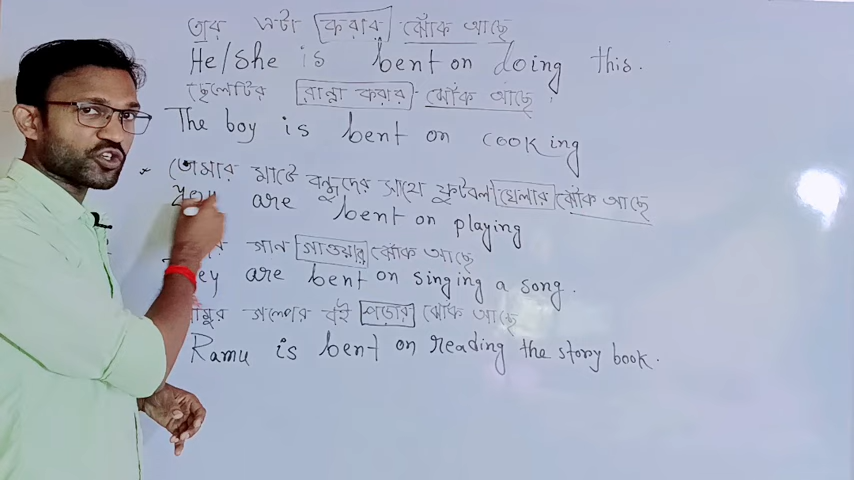 তার এটা করার ঝোঁক আছে
He/She is bent on doing this.
ছেলেটির রান্না করার ঝোঁক আছে।
The boy is bent on cooking
* তোমার মাঠে বন্ধুদের সাথে ফুটবল খেলার ঝোঁক আছে
You are bent on playing
গান গাওয়ার ঝোঁক আছে
They are bent on singing a song.
রামুর গল্পের বই পড়ার ঝোঁক আছে
Ramu is bent on reading the story book.